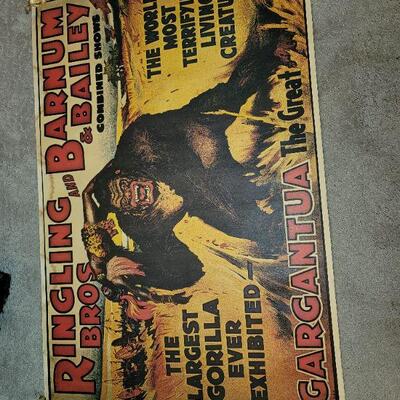 RINGLING BROS AND BARNUM & BAILEY
COMBINED SHOWS
THE WORLD'S
MOST
TERRIFYING
LIVING
CREATURE
THE
LARGEST
GORILLA
EVER
EXHIBITED—
GARGANTUA The Great